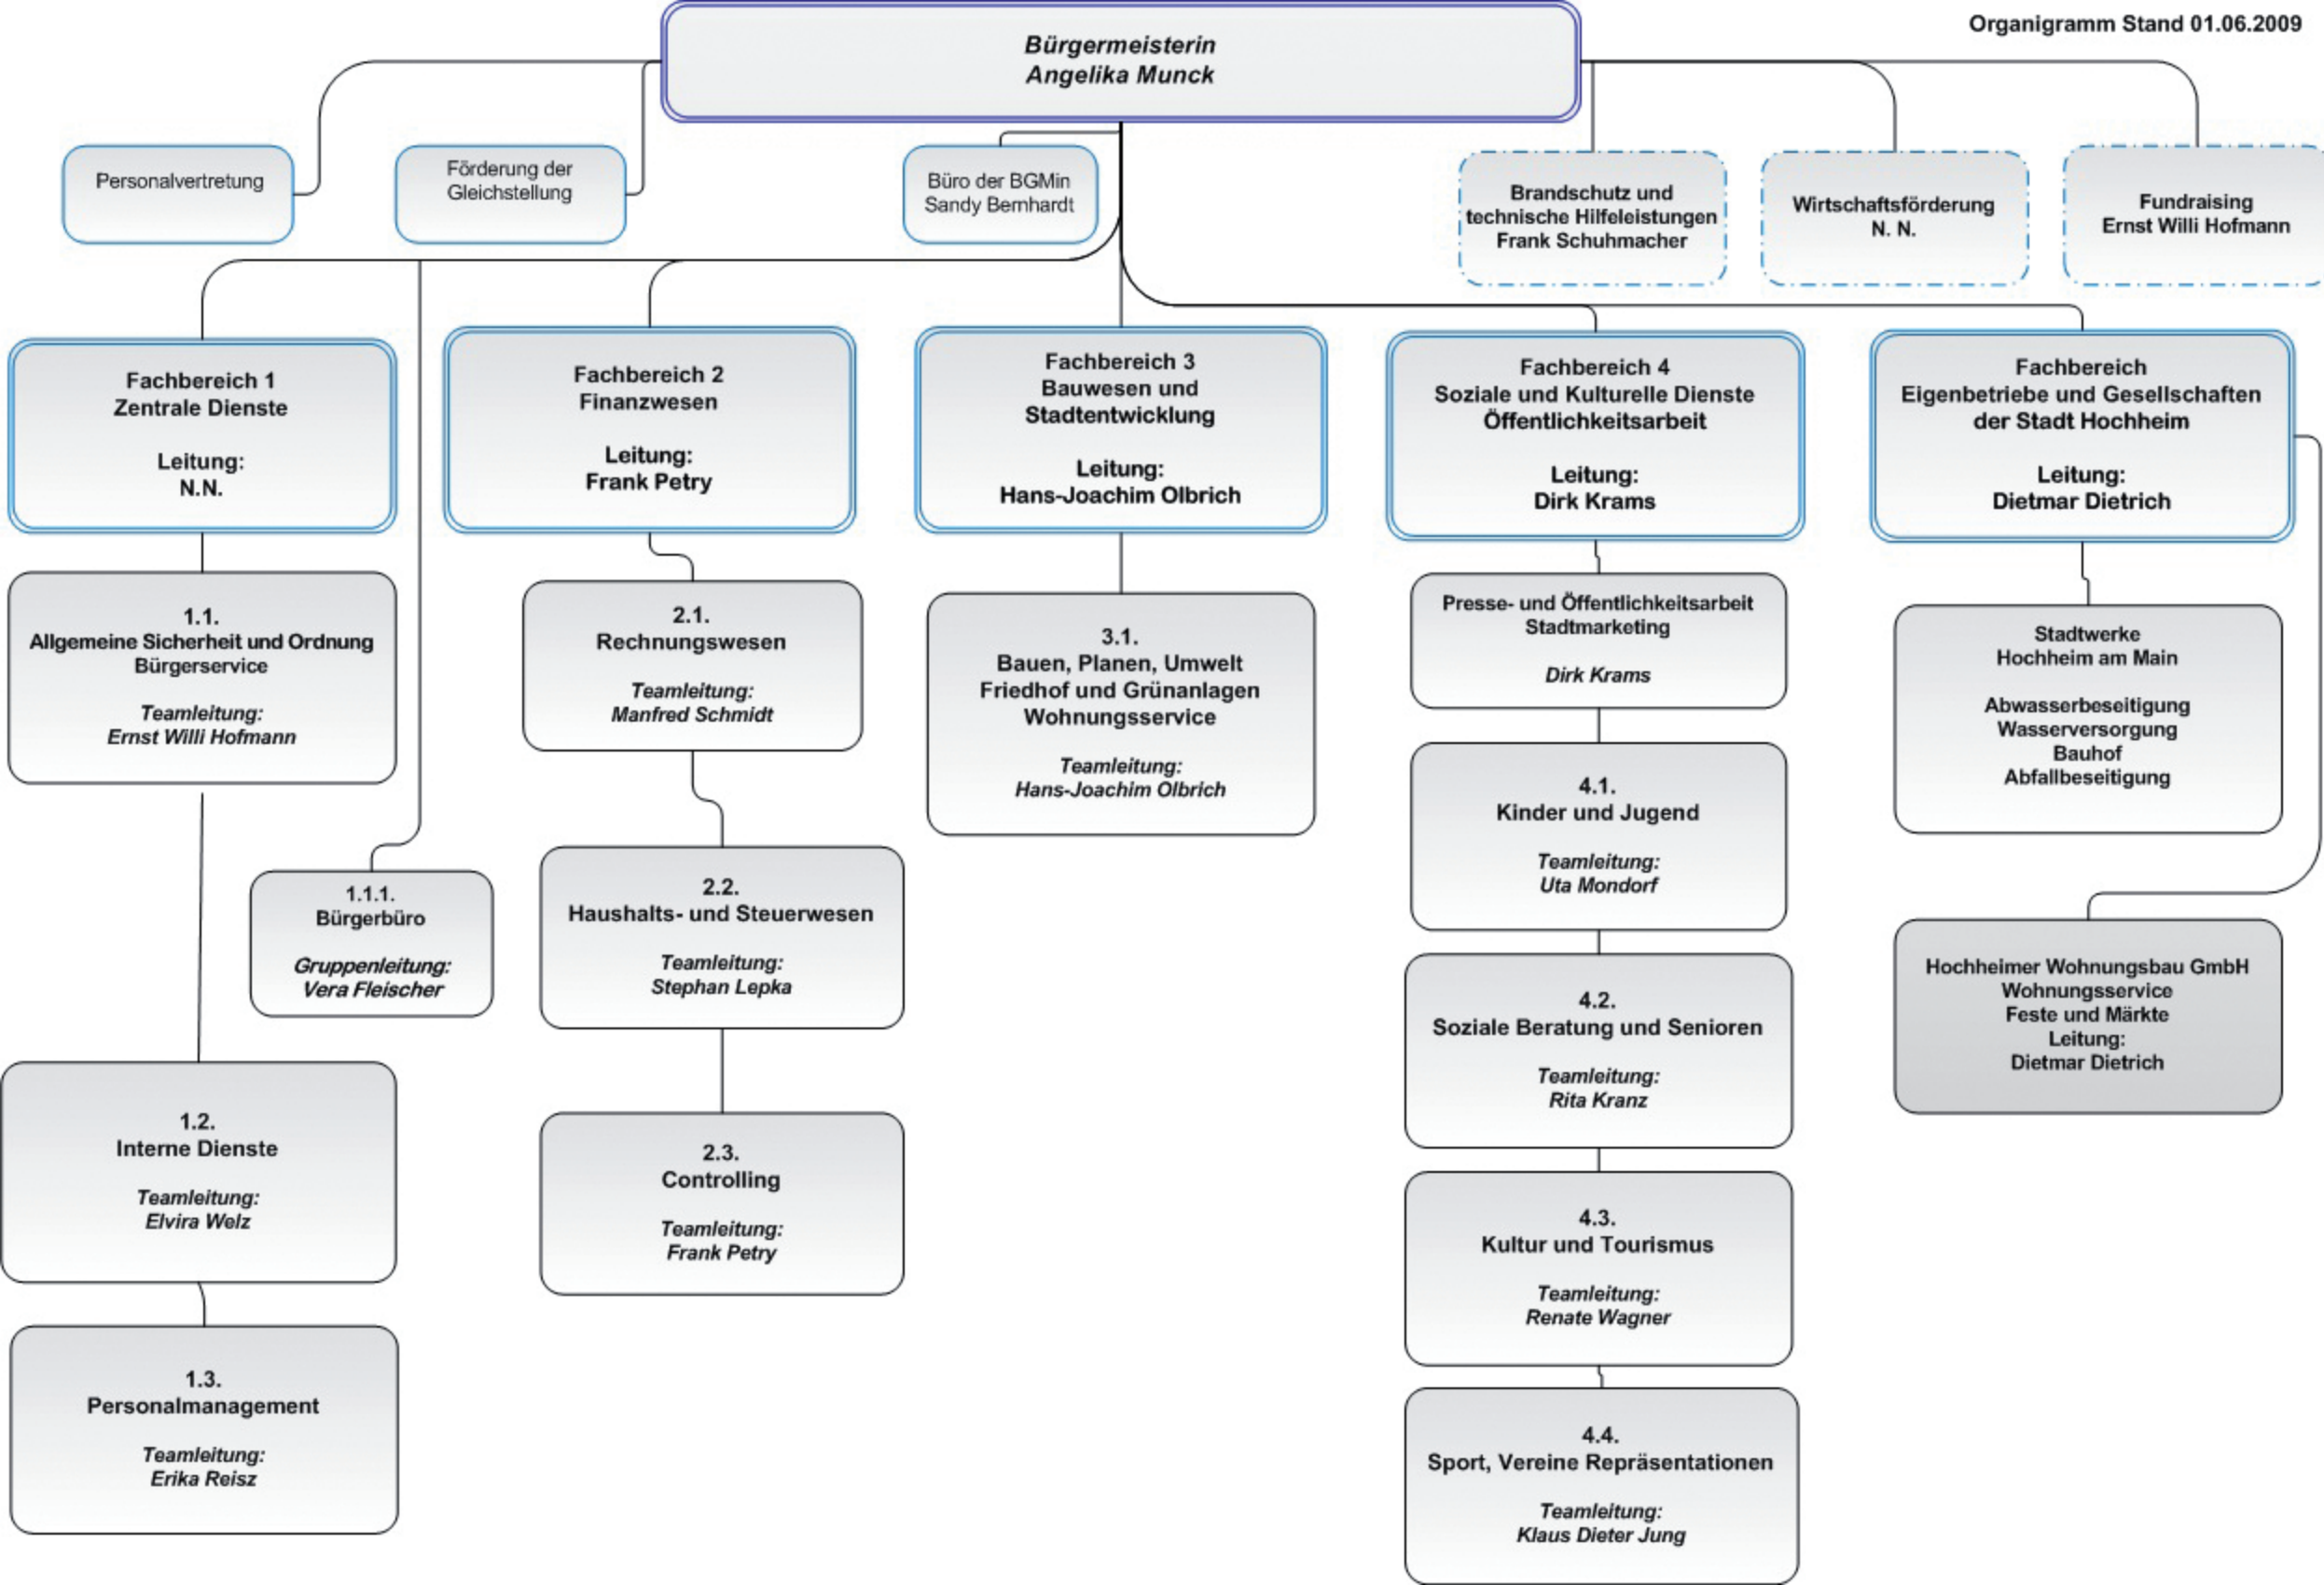 Organigramm Stand 01.06.2009
Bürgermeisterin
Angelika Munck
Personalvertretung
Förderung der
Gleichstellung
Büro der BGMin
Sandy Bernhardt
Brandschutz und
technische Hilfeleistungen
Frank Schuhmacher
Wirtschaftsförderung
N. N.
Fundraising
Ernst Willi Hofmann
Fachbereich 1
Zentrale Dienste
Leitung:
N.N.
Fachbereich 2
Finanzwesen
Leitung:
Frank Petry
Fachbereich 3
Bauwesen und
Stadtentwicklung
Leitung:
Hans-Joachim Olbrich
Fachbereich 4
Soziale und Kulturelle Dienste
Öffentlichkeitsarbeit
Leitung:
Dirk Krams
Fachbereich
Eigenbetriebe und Gesellschaften
der Stadt Hochheim
Leitung:
Dietmar Dietrich
1.1.
Allgemeine Sicherheit und Ordnung
Bürgerservice
Teamleitung:
Ernst Willi Hofmann
1.1.1.
Bürgerbüro
Gruppenleitung:
Vera Fleischer
1.2.
Interne Dienste
Teamleitung:
Elvira Welz
1.3.
Personalmanagement
Teamleitung:
Erika Reisz
2.1.
Rechnungswesen
Teamleitung:
Manfred Schmidt
2.2.
Haushalts- und Steuerwesen
Teamleitung:
Stephan Lepka
2.3.
Controlling
Teamleitung:
Frank Petry
3.1.
Bauen, Planen, Umwelt
Friedhof und Grünanlagen
Wohnungsservice
Teamleitung:
Hans-Joachim Olbrich
Presse- und Öffentlichkeitsarbeit
Stadtmarketing
Dirk Krams
4.1.
Kinder und Jugend
Teamleitung:
Uta Mondorf
4.2.
Soziale Beratung und Senioren
Teamleitung:
Rita Kranz
4.3.
Kultur und Tourismus
Teamleitung:
Renate Wagner
4.4.
Sport, Vereine Repräsentationen
Teamleitung:
Klaus Dieter Jung
Stadtwerke
Hochheim am Main
Abwasserbeseitigung
Wasserversorgung
Bauhof
Abfallbeseitigung
Hochheimer Wohnungsbau GmbH
Wohnungsservice
Feste und Märkte
Leitung:
Dietmar Dietrich